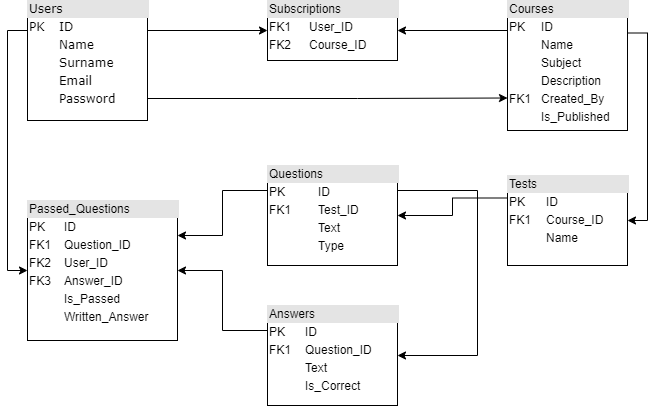 Users
PK ID
Name
Surname
Email
Password
Subscriptions
FK1 User_ID
FK2 Course_ID
Courses
PK ID
Name
Subject
Description
FK1 Created_By
Is_Published
Passed_Questions
PK ID
FK1 Question_ID
FK2 User_ID
FK3 Answer_ID
Is_Passed
Written_Answer
Questions
PK ID
FK1 Test_ID
Text
Type
Tests
PK ID
FK1 Course_ID
Name
Answers
PK ID
FK1 Question_ID
Text
Is_Correct